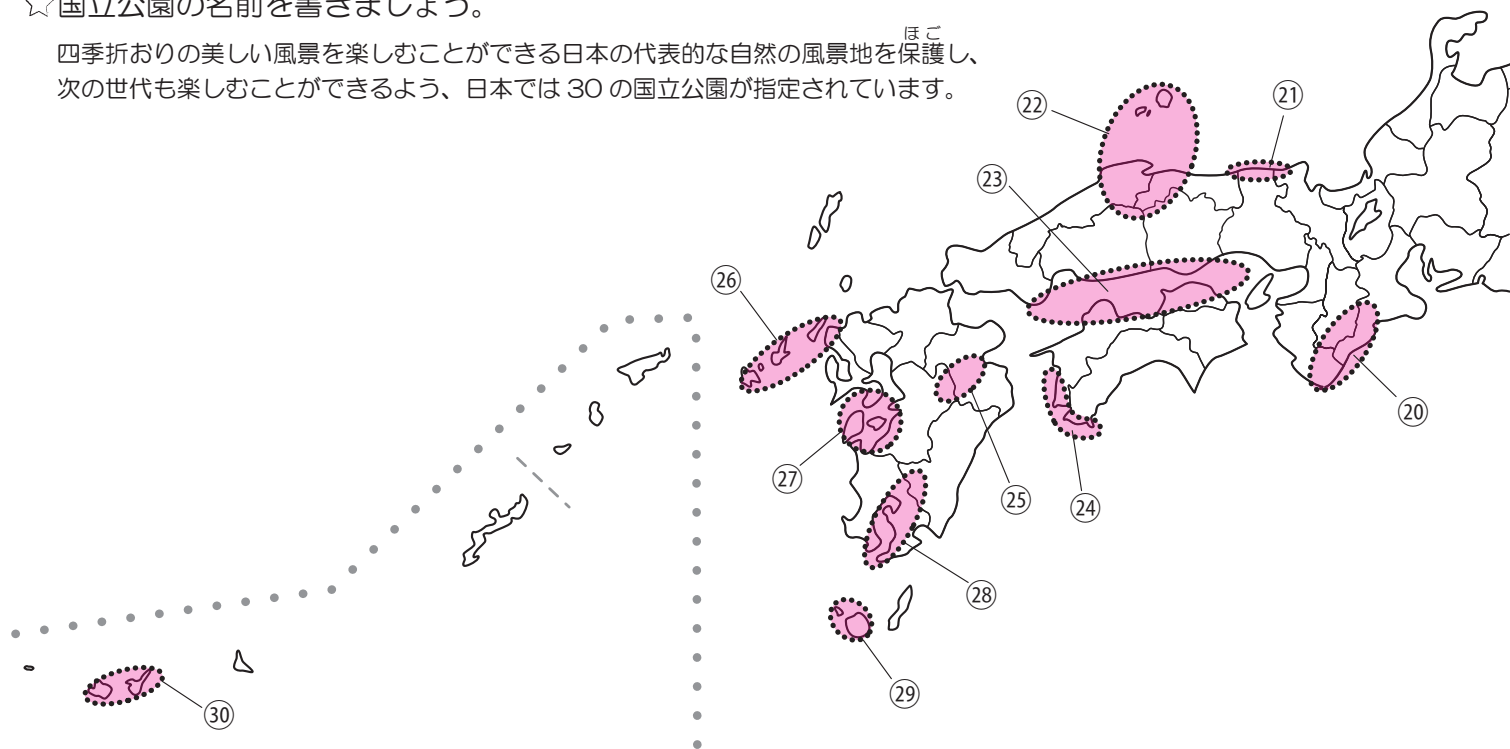 ☆国立公園の名前を書きましょう。
ほご
四季折おりの美しい風景を楽しむことができる日本の代表的な自然の風景地を保護し、
次の世代も楽しむことができるよう、日本では 30 の国立公園が指定されています。
㉑
㉒
㉓
㉖
⑳
㉗
㉕
㉔
㉘
㉙
㉚